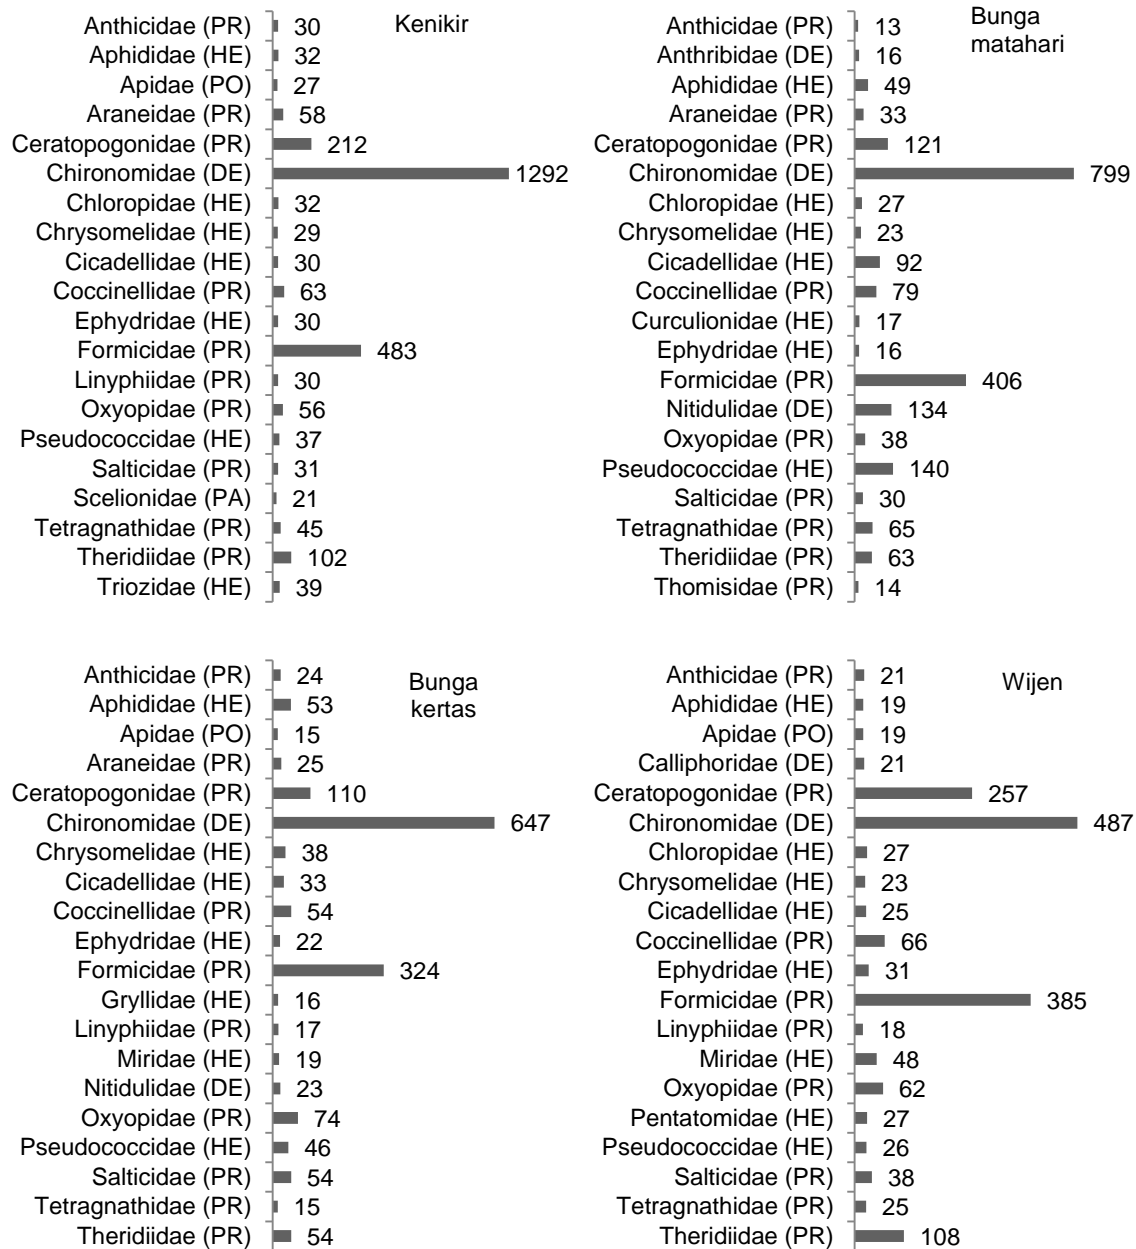 Kenikir
Anthicidae (PR) 30
Aphididae (HE) 32
Apidae (PO) 27
Araneidae (PR) 58
Ceratopogonidae (PR) 212
Chironomidae (DE) 1292
Chloropidae (HE) 32
Chrysomelidae (HE) 29
Cicadellidae (HE) 30
Coccinellidae (PR) 63
Ephydridae (HE) 30
Formicidae (PR) 483
Linyphiidae (PR) 30
Oxyopidae (PR) 56
Pseudococcidae (HE) 37
Salticidae (PR) 31
Scelionidae (PA) 21
Tetragnathidae (PR) 45
Theridiidae (PR) 102
Triozidae (HE) 39
Bunga
matahari
Anthicidae (PR) 13
Anthribidae (DE) 16
Aphididae (HE) 49
Araneidae (PR) 33
Ceratopogonidae (PR) 121
Chironomidae (DE) 799
Chloropidae (HE) 27
Chrysomelidae (HE) 23
Cicadellidae (HE) 92
Coccinellidae (PR) 79
Curculionidae (HE) 17
Ephydridae (HE) 16
Formicidae (PR) 406
Nitidulidae (DE) 134
Oxyopidae (PR) 38
Pseudococcidae (HE) 140
Salticidae (PR) 30
Tetragnathidae (PR) 65
Theridiidae (PR) 63
Thomisidae (PR) 14
Bunga
kertas
Anthicidae (PR) 24
Aphididae (HE) 53
Apidae (PO) 15
Araneidae (PR) 25
Ceratopogonidae (PR) 110
Chironomidae (DE) 647
Chrysomelidae (HE) 38
Cicadellidae (HE) 33
Coccinellidae (PR) 54
Ephydridae (HE) 22
Formicidae (PR) 324
Gryllidae (HE) 16
Linyphiidae (PR) 17
Miridae (HE) 19
Nitidulidae (DE) 23
Oxyopidae (PR) 74
Pseudococcidae (HE) 46
Salticidae (PR) 54
Tetragnathidae (PR) 15
Theridiidae (PR) 54
Wijen
Anthicidae (PR) 21
Aphididae (HE) 19
Apidae (PO) 19
Calliphoridae (DE) 21
Ceratopogonidae (PR) 257
Chironomidae (DE) 487
Chloropidae (HE) 27
Chrysomelidae (HE) 23
Cicadellidae (HE) 25
Coccinellidae (PR) 66
Ephydridae (HE) 31
Formicidae (PR) 385
Linyphiidae (PR) 18
Miridae (HE) 48
Oxyopidae (PR) 62
Pentatomidae (HE) 27
Pseudococcidae (HE) 26
Salticidae (PR) 38
Tetragnathidae (PR) 25
Theridiidae (PR) 108